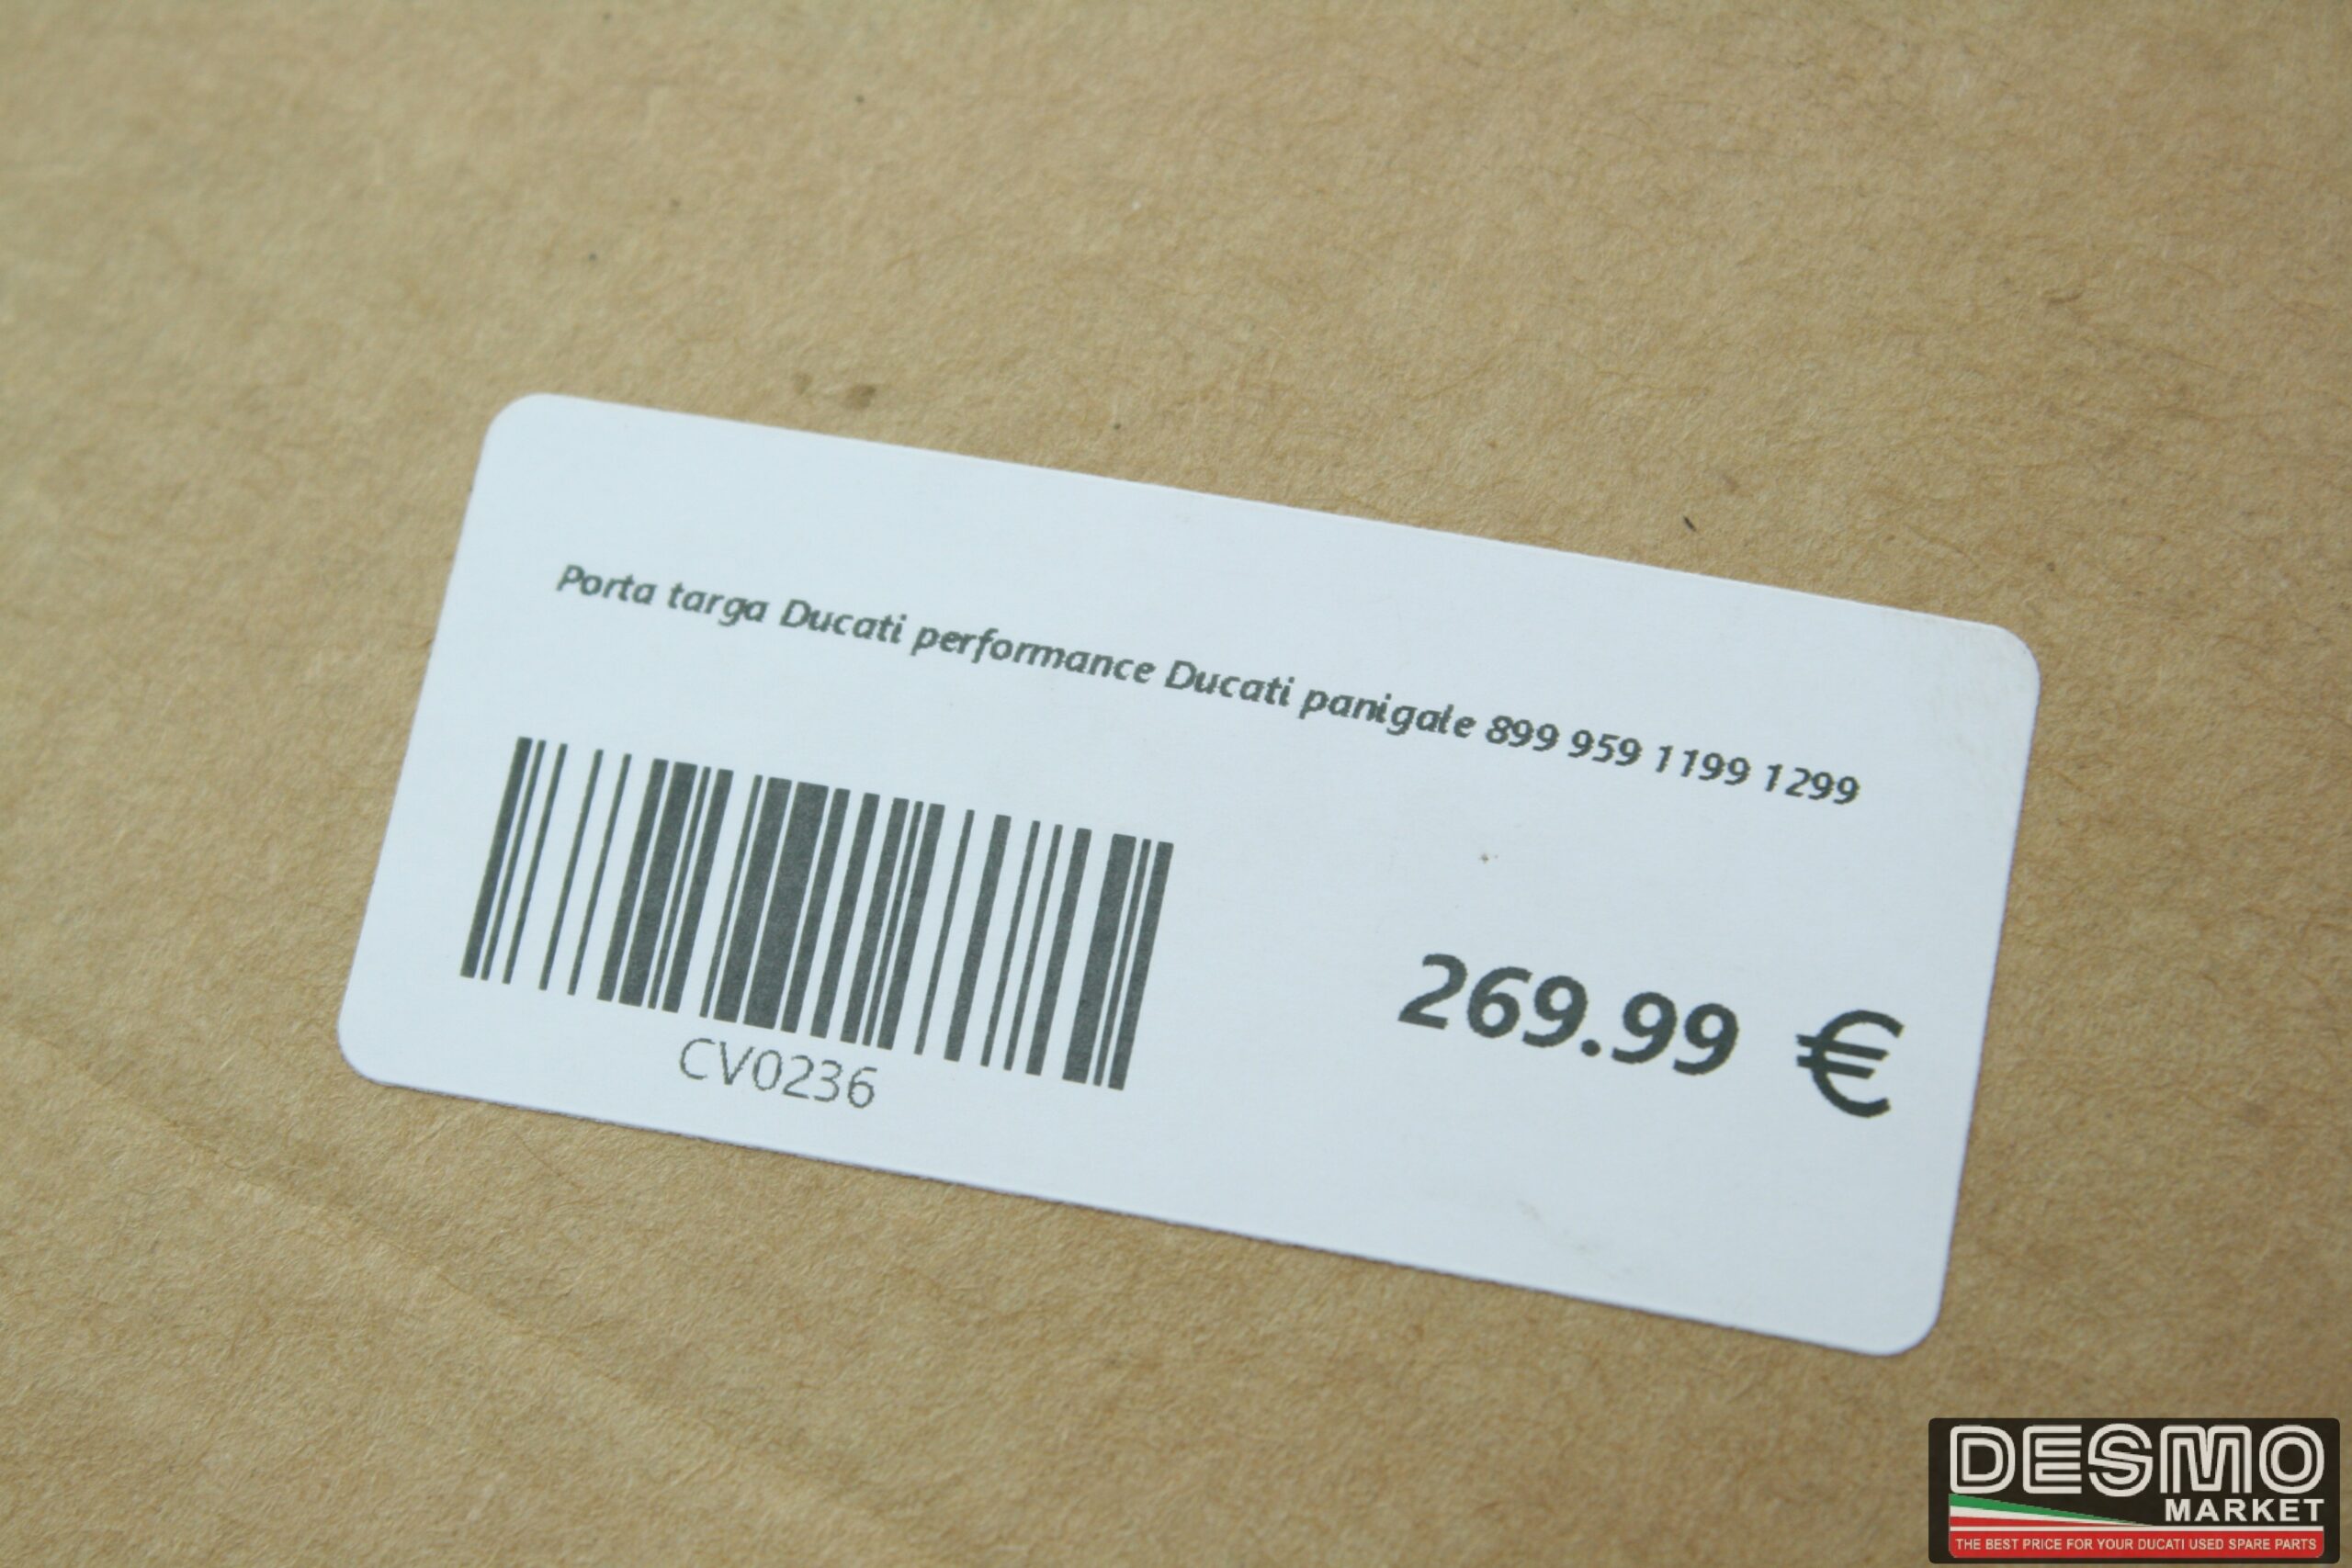 Porta targa Ducati performance Ducati panigale 899 959 1199 1299
269.99 €
CV0236
DESMO
MARKET
THE BEST PRICE FOR YOUR DUCATI USED SPARE PARTS